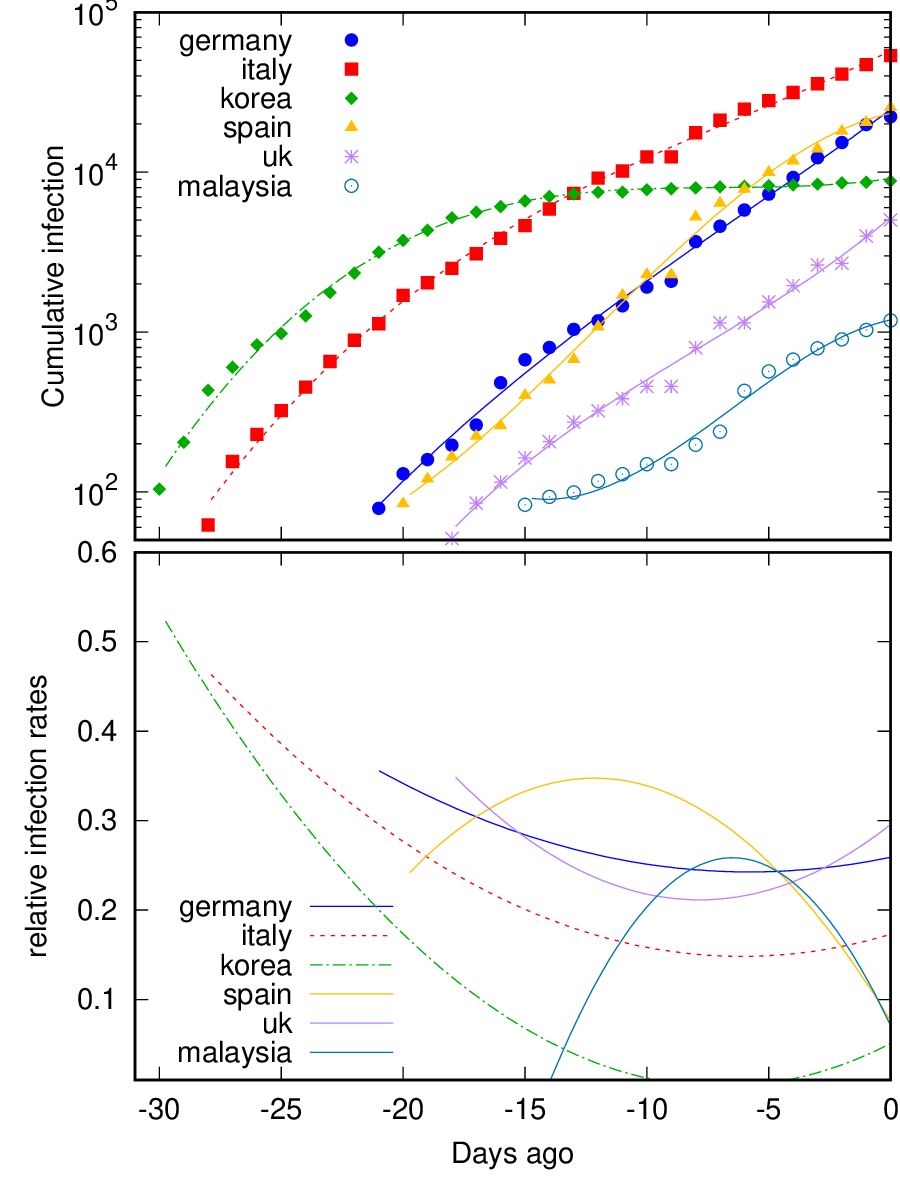 10^5
germany
italy
korea
spain
uk
malaysia
10^4
10^3
10^2
Cumulative infection
0.6
0.5
0.4
0.3
0.2
0.1
relative infection rates
germany
italy
korea
spain
uk
malaysia
-30 -25 -20 -15 -10 -5 0
Days ago